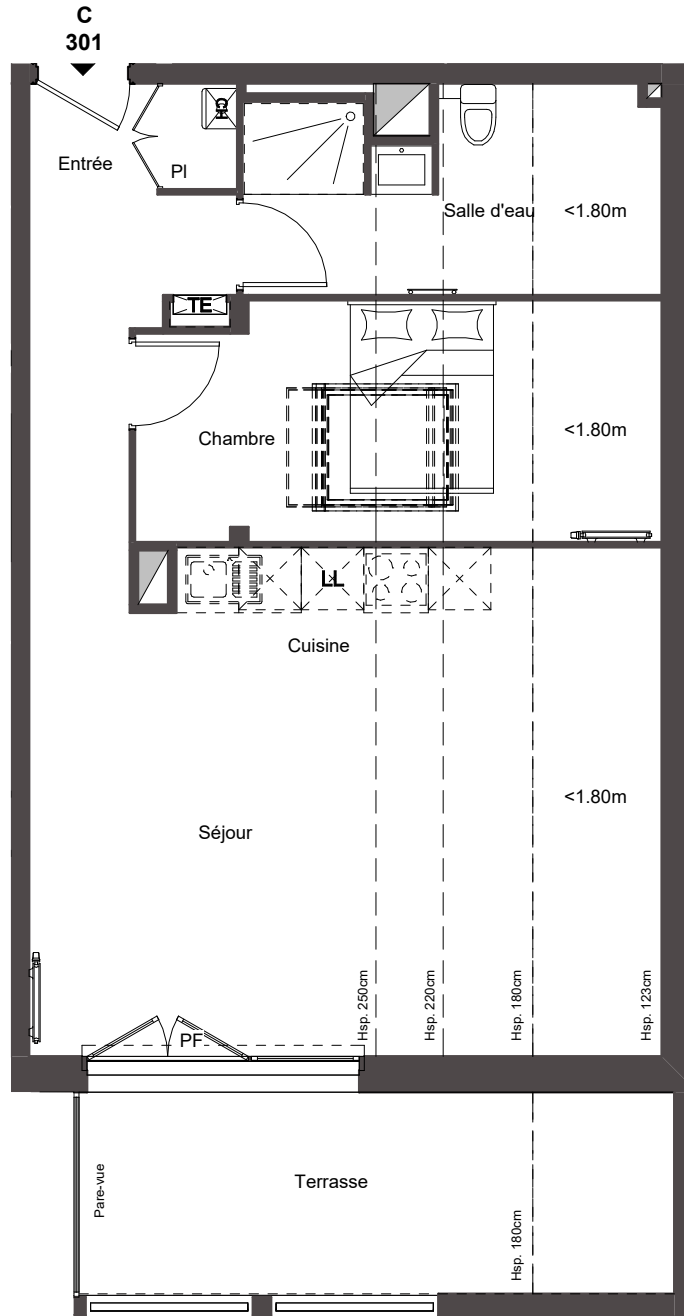 C
301
CH
Entrée
Pl
Salle d'eau
<1.80m
TE
Chambre
<1.80m
LL
Cuisine
<1.80m
Séjour
Hsp. 250cm
Hsp. 220cm
Hsp. 180cm
Hsp. 123cm
PF
Pare-vue
Terrasse
Hsp. 180cm